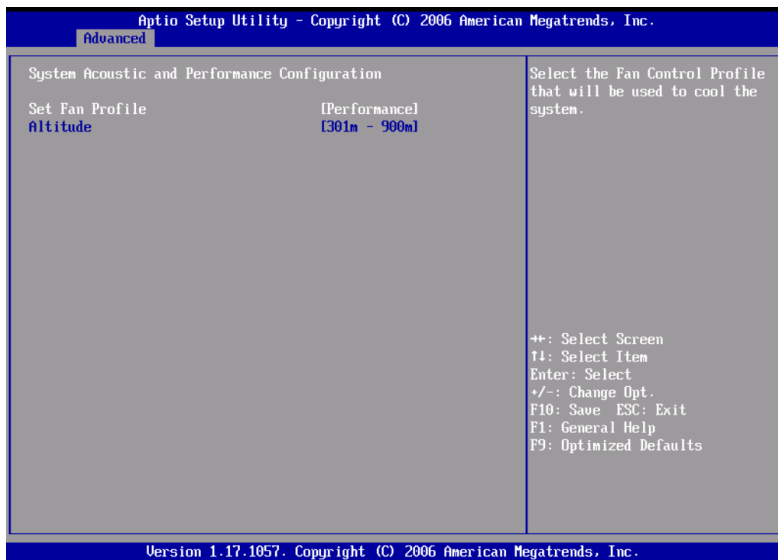 Aptio Setup Utility - Copyright (C) 2006 American Megatrends, Inc.
Advanced
System Acoustic and Performance Configuration
Set Fan Profile [Performance]
Altitude [301m - 900m]
Select the Fan Control Profile
that will be used to cool the
system.
→←: Select Screen
↑↓: Select Item
Enter: Select
+/-: Change Opt.
F10: Save ESC: Exit
F1: General Help
F9: Optimized Defaults
Version 1.17.1057. Copyright (C) 2006 American Megatrends, Inc.